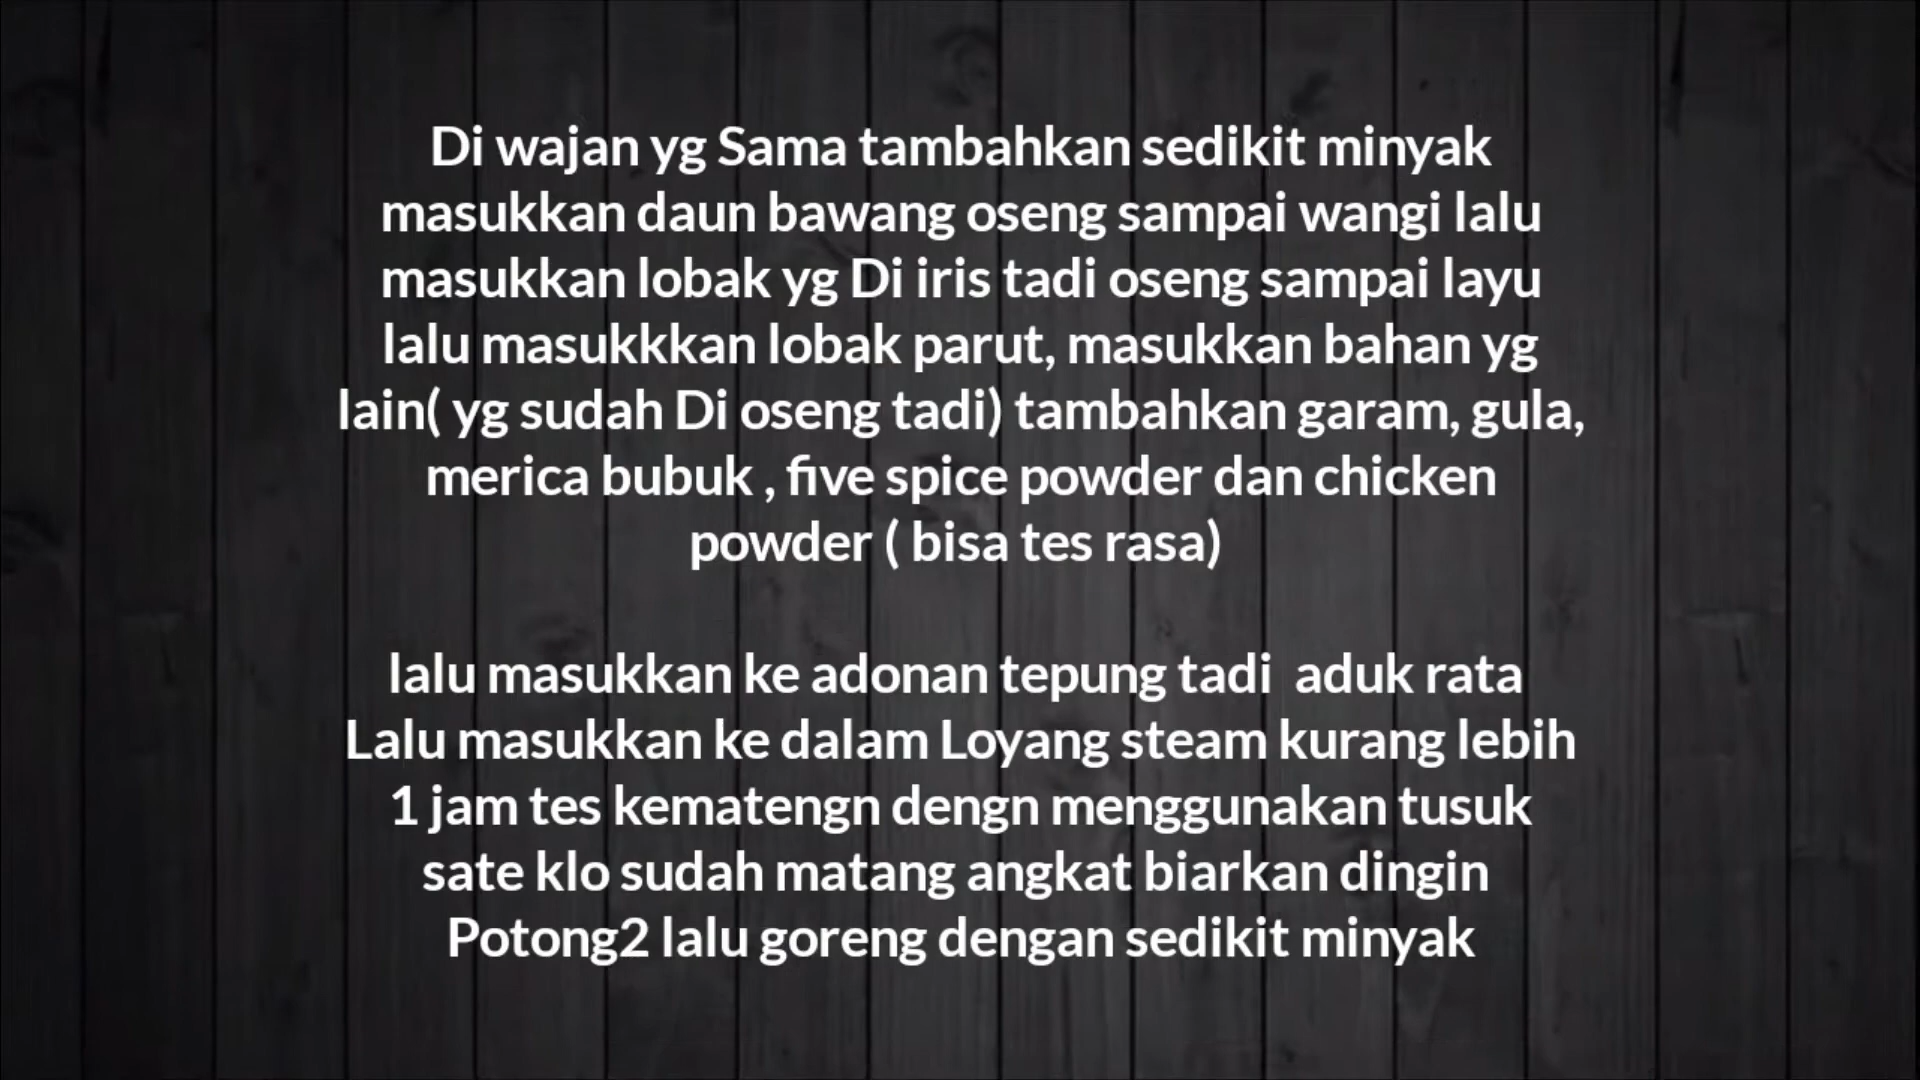 Di wajan yg Sama tambahkan sedikit minyak
masukkan daun bawang oseng sampai wangi lalu
masukkan lobak yg Di iris tadi oseng sampai layu
lalu masukkkan lobak parut, masukkan bahan yg
lain( yg sudah Di oseng tadi) tambahkan garam, gula,
merica bubuk , five spice powder dan chicken
powder ( bisa tes rasa)
lalu masukkan ke adonan tepung tadi  aduk rata
Lalu masukkan ke dalam Loyang steam kurang lebih
1 jam tes kematengn dengn menggunakan tusuk
sate klo sudah matang angkat biarkan dingin
Potong2 lalu goreng dengan sedikit minyak